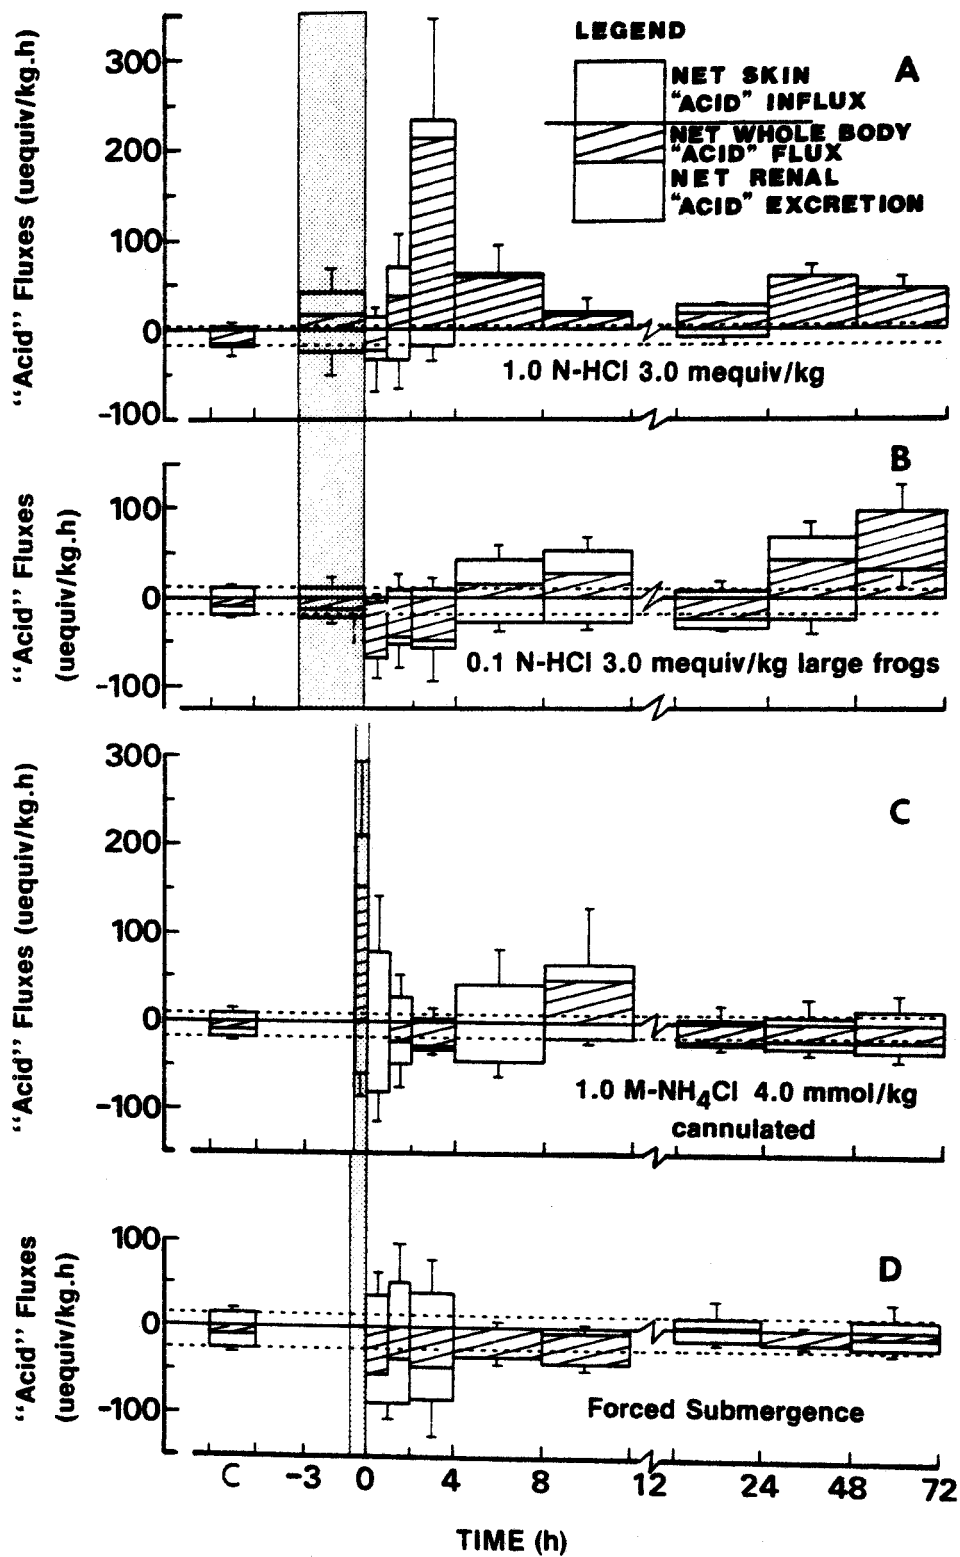 LEGEND
NET SKIN
“ACID” INFLUX
NET WHOLE BODY
“ACID” FLUX
NET RENAL
“ACID” EXCRETION
A
“Acid” Fluxes (uequiv/kg.h)
300
200
100
0
-100
1.0 N-HCl 3.0 mequiv/kg
B
“Acid” Fluxes
(uequiv/kg.h)
100
0
-100
0.1 N-HCl 3.0 mequiv/kg large frogs
C
“Acid” Fluxes (uequiv/kg.h)
300
200
100
0
-100
1.0 M-NH4Cl 4.0 mmol/kg
cannulated
D
“Acid” Fluxes
(uequiv/kg.h)
100
0
-100
Forced Submergence
C -3 0 4 8 12 24 48 72
TIME (h)